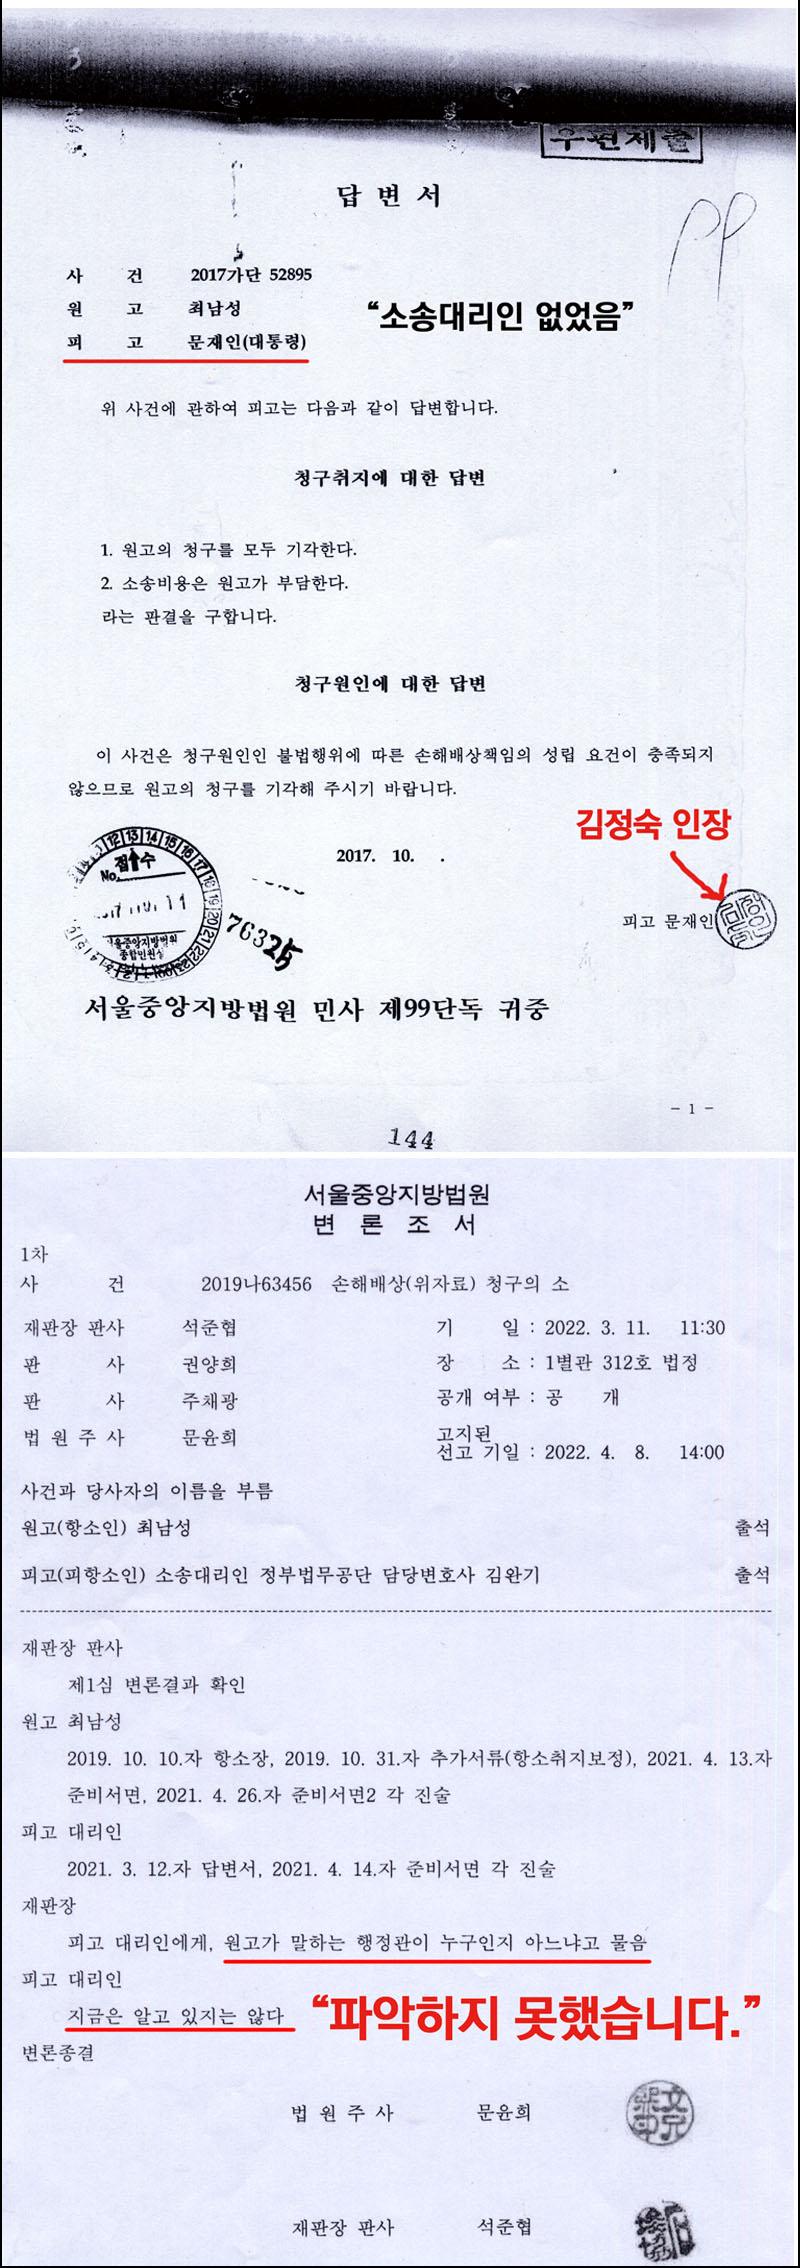 우편제출
답 변 서
사 건 2017가단 52895
원 고 최남성
“소송대리인 없었음”
피 고 문재인(대통령)
위 사건에 관하여 피고는 다음과 같이 답변합니다.
청구취지에 대한 답변
1. 원고의 청구를 모두 기각한다.
2. 소송비용은 원고가 부담한다.
라는 판결을 구합니다.
청구원인에 대한 답변
이 사건은 청구원인인 불법행위에 따른 손해배상책임의 성립 요건이 충족되지
않으므로 원고의 청구를 기각해 주시기 바랍니다.
김정숙 인장
2017. 10. .
접수
No.
서울중앙지방법원
종합민원실
76325
피고 문재인
서울중앙지방법원 민사 제99단독 귀중
- 1 -
144
서울중앙지방법원
변 론 조 서
1차
사 건 2019나63456 손해배상(위자료) 청구의 소
재판장 판사 석준협 기 일 : 2022. 3. 11. 11:30
판 사 권양희 장 소 : 1별관 312호 법정
판 사 주채광 공개 여부 : 공 개
법원주사 문윤희 고지된
선고 기일 : 2022. 4. 8. 14:00
사건과 당사자의 이름을 부름
원고(항소인) 최남성 출석
피고(피항소인) 소송대리인 정부법무공단 담당변호사 김완기 출석
재판장 판사
제1심 변론결과 확인
원고 최남성
2019. 10. 10.자 항소장, 2019. 10. 31.자 추가서류(항소취지보정), 2021. 4. 13.자
준비서면, 2021. 4. 26.자 준비서면2 각 진술
피고 대리인
2021. 3. 12.자 답변서, 2021. 4. 14.자 준비서면 각 진술
재판장
피고 대리인에게, 원고가 말하는 행정관이 누구인지 아느냐고 물음
피고 대리인
지금은 알고 있지는 않다 “파악하지 못했습니다.”
변론종결
법원주사 문윤희
재판장 판사 석준협